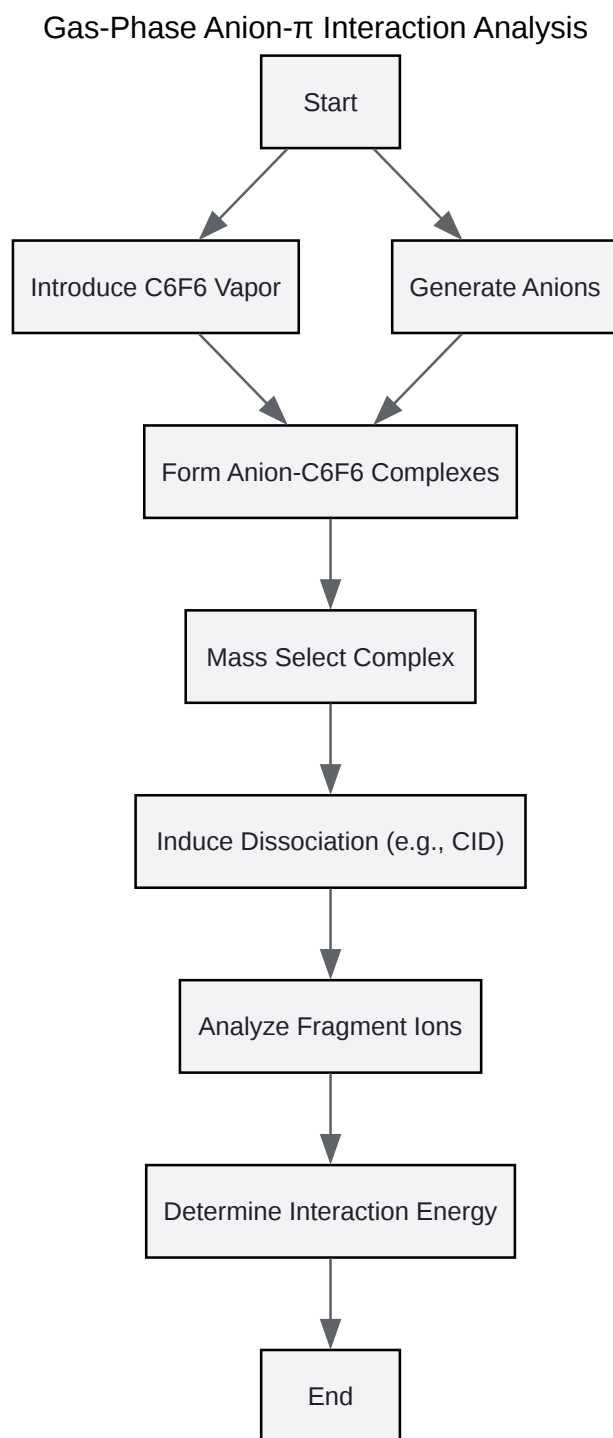 Gas-Phase Anion-π Interaction Analysis
Start
Introduce C6F6 Vapor
Generate Anions
Form Anion-C6F6 Complexes
Mass Select Complex
Induce Dissociation (e.g., CID)
Analyze Fragment Ions
Determine Interaction Energy
End